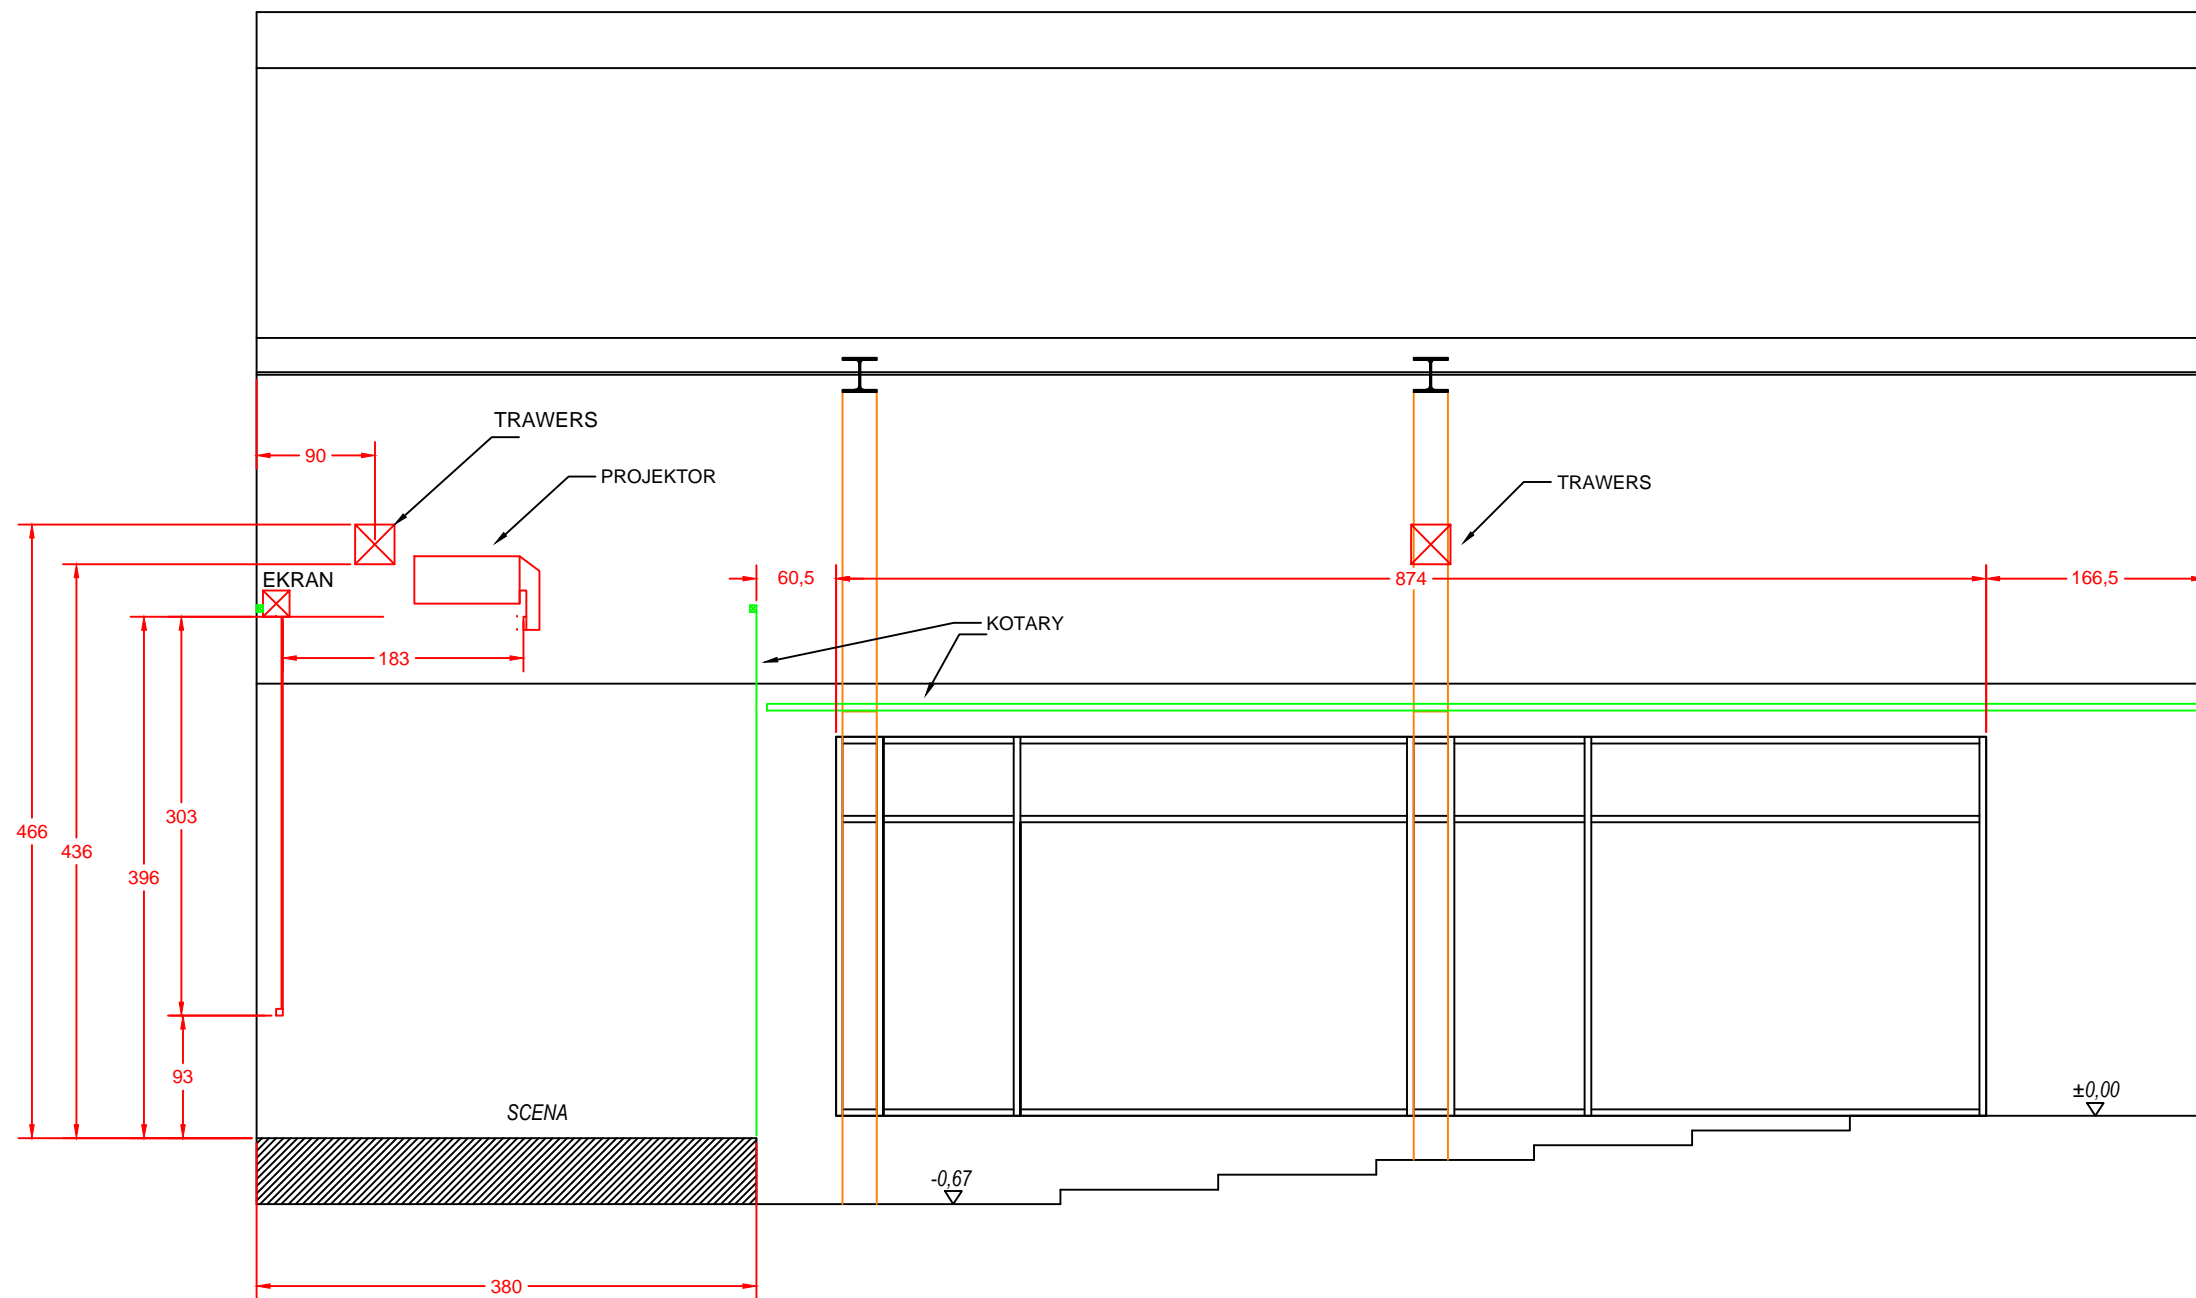 TRAWERS
90
PROJEKTOR
TRAWERS
EKRAN
60,5
874
166,5
KOTARY
183
303
466
436
396
93
SCENA
±0,00
-0,67
380